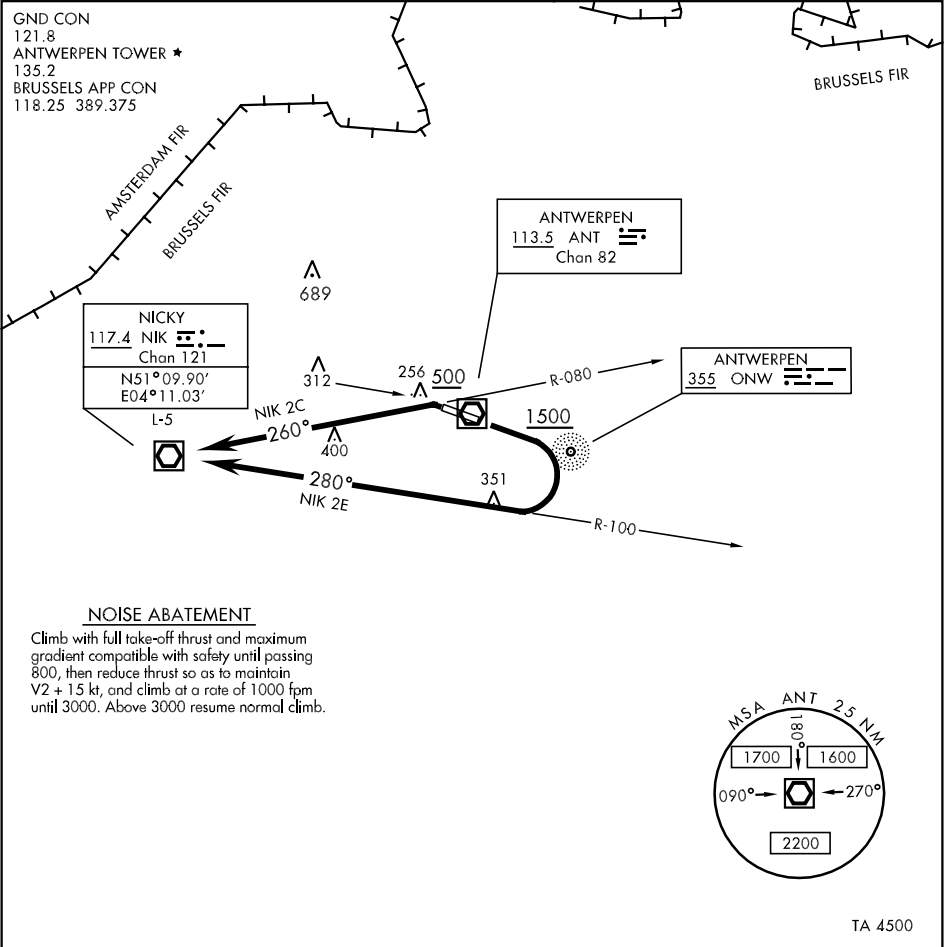 GND CON
121.8
ANTWERPEN TOWER ★
135.2
BRUSSELS APP CON
118.25 389.375
BRUSSELS FIR
AMSTERDAM FIR
BRUSSELS FIR
ANTWERPEN
113.5 ANT
Chan 82
689
NICKY
117.4 NIK
Chan 121
N51°09.90'
E04°11.03'
L-5
312
256
500
R-080
ANTWERPEN
355 ONW
NIK 2C
260°
400
1500
280°
NIK 2E
351
R-100
NOISE ABATEMENT
Climb with full take-off thrust and maximum
gradient compatible with safety until passing
800, then reduce thrust so as to maintain
V2 + 15 kt, and climb at a rate of 1000 fpm
until 3000. Above 3000 resume normal climb.
MSA ANT 25 NM
180°
1700
1600
090°
270°
2200
TA 4500